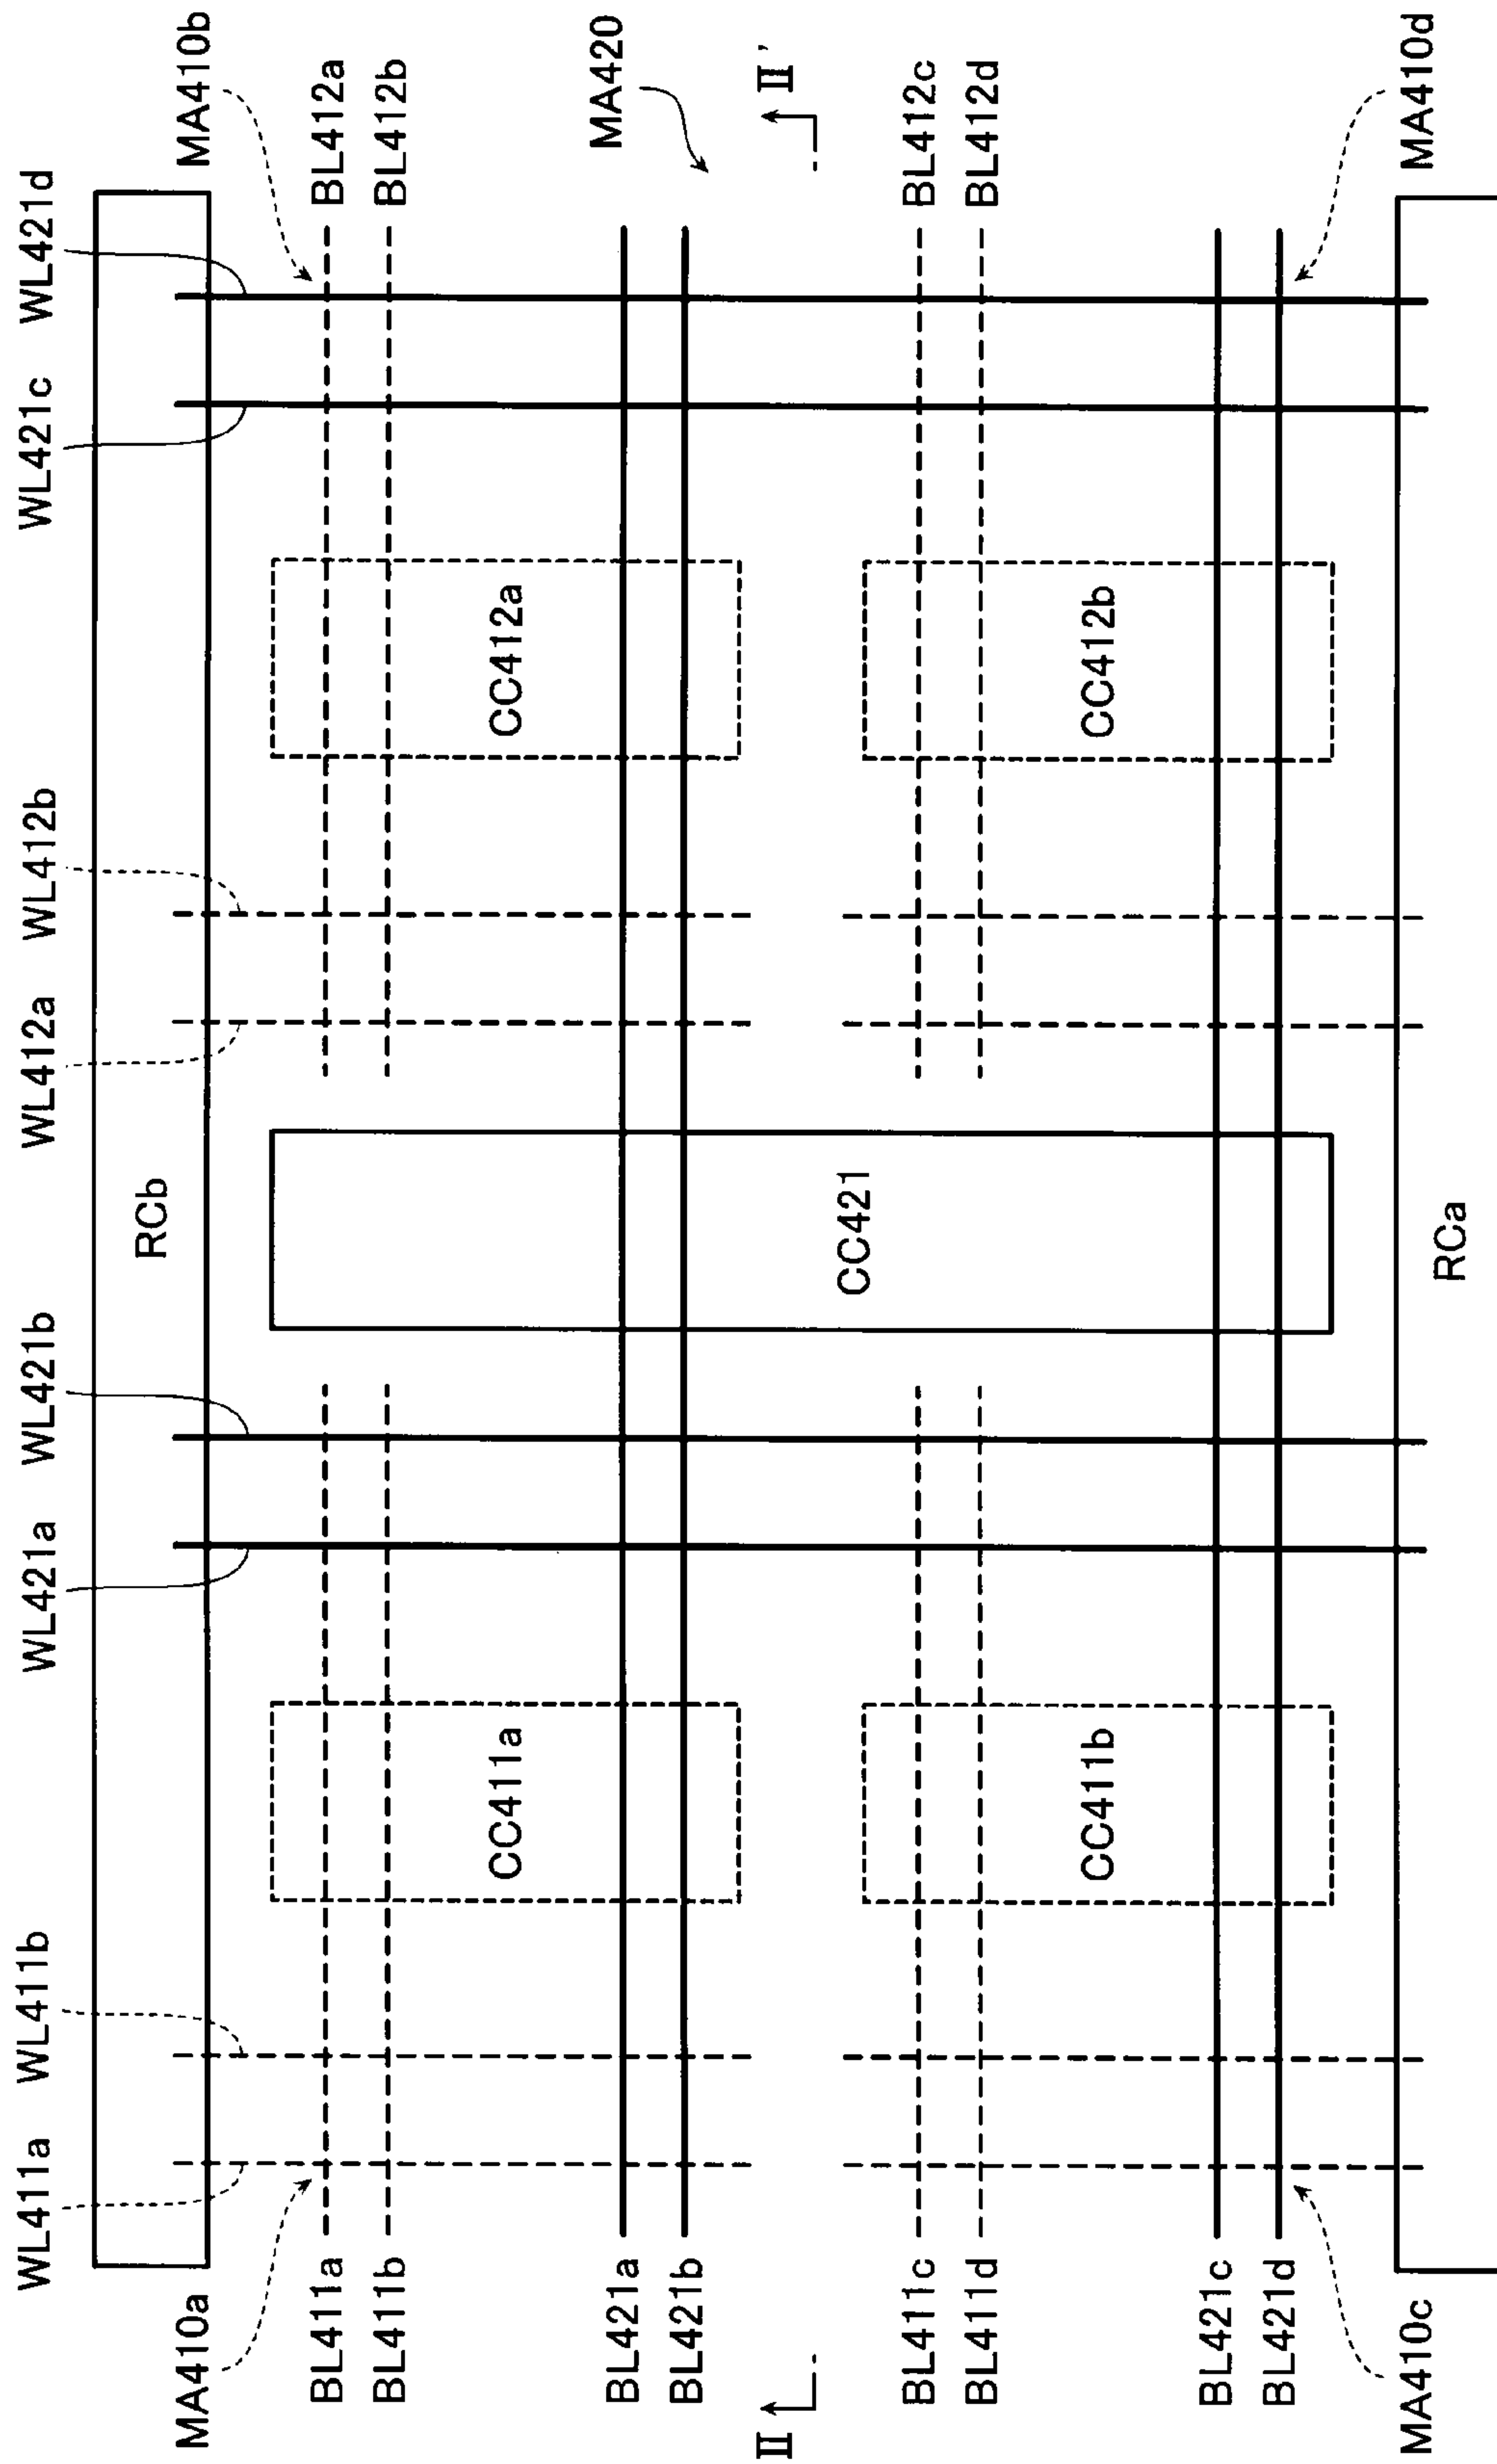 WL411a
WL411b
WL421a
WL421b
WL412a
WL412b
WL421c
WL421d
MA410a
RCb
MA410b
BL411a
BL412a
BL411b
BL412b
CC411a
CC412a
BL421a
MA420
BL421b
II
II'
CC421
BL411c
BL412c
BL411d
BL412d
CC411b
CC412b
BL421c
BL421d
MA410c
RCa
MA410d